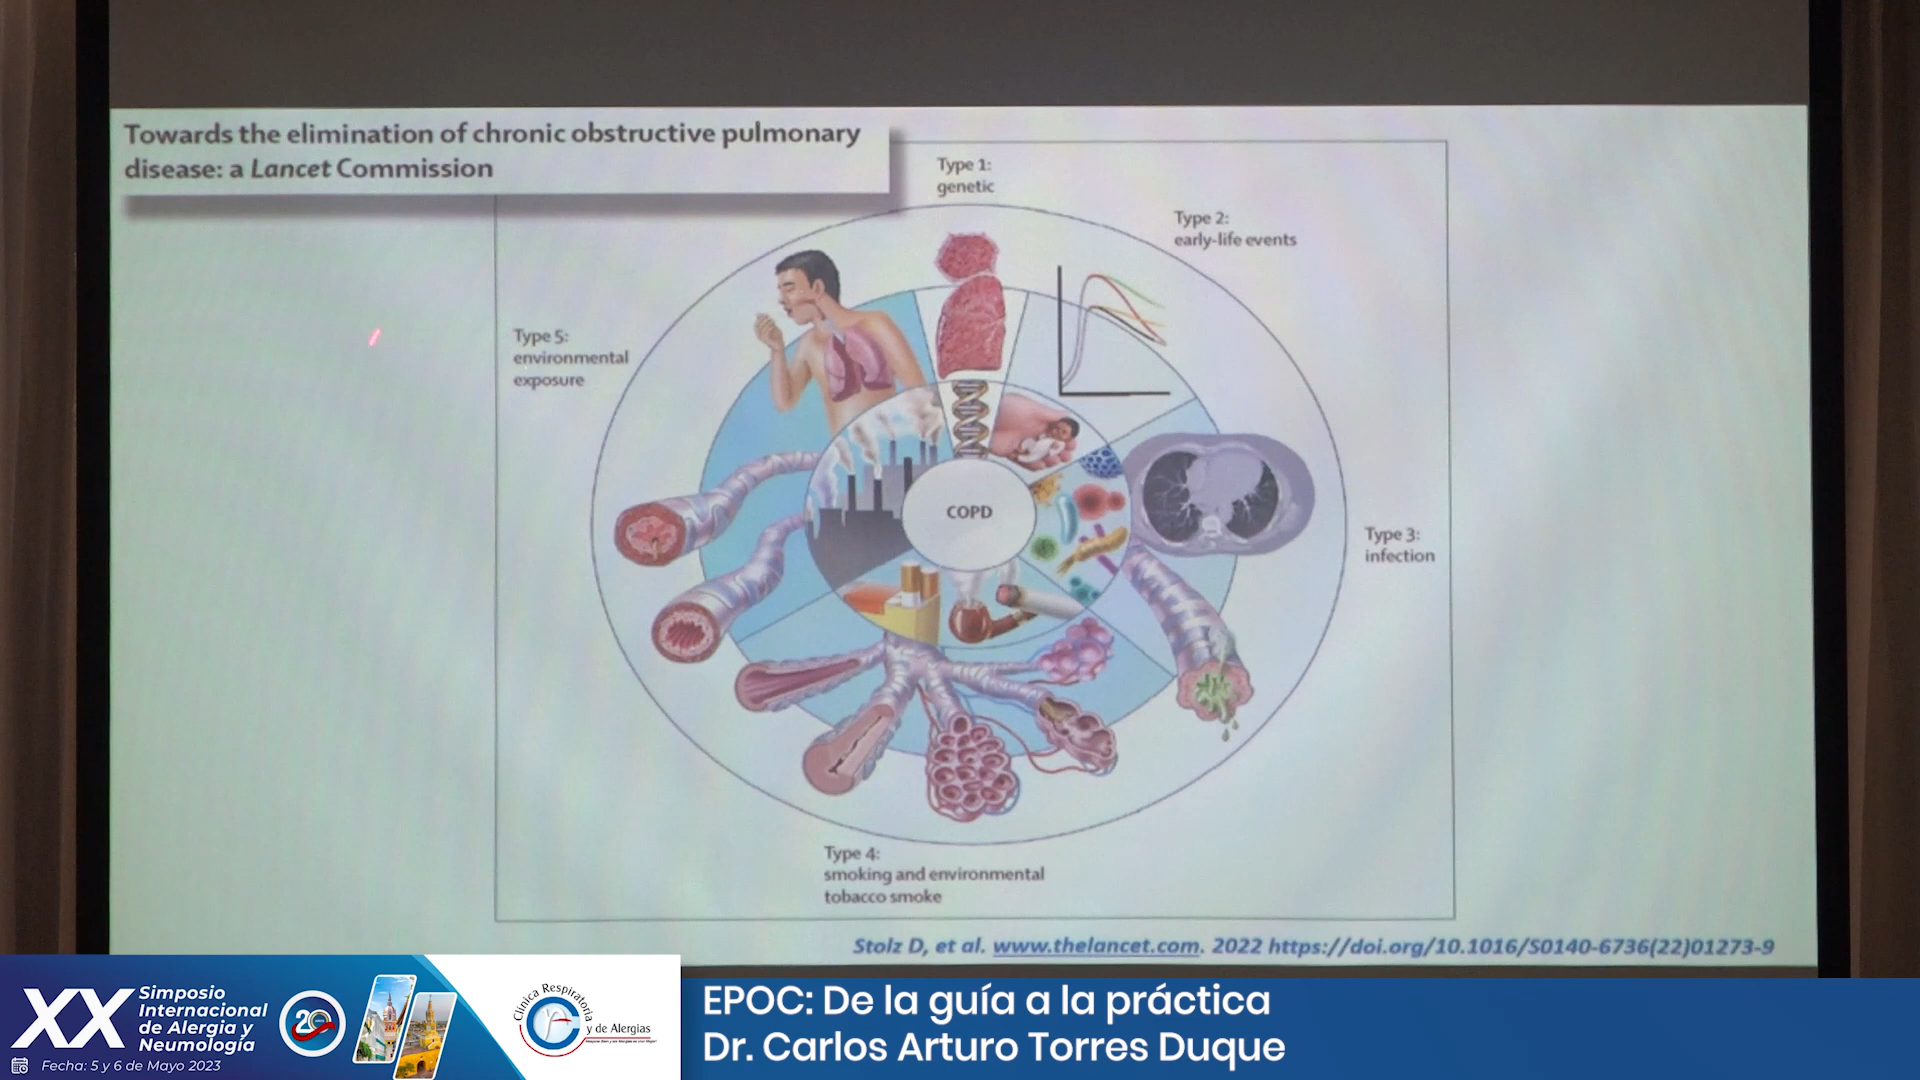 Towards the elimination of chronic obstructive pulmonary
disease: a Lancet Commission
Type 1:
genetic
Type 2:
early-life events
Type 5:
environmental
exposure
COPD
Type 3:
infection
Type 4:
smoking and environmental
tobacco smoke
Stolz D, et al. www.thelancet.com. 2022 https://doi.org/10.1016/S0140-6736(22)01273-9
XX
Simposio
Internacional
de Alergia y
Neumología
Fecha: 5 y 6 de Mayo 2023
20
Clínica Respiratoria
y de Alergias
EPOC: De la guía a la práctica
Dr. Carlos Arturo Torres Duque